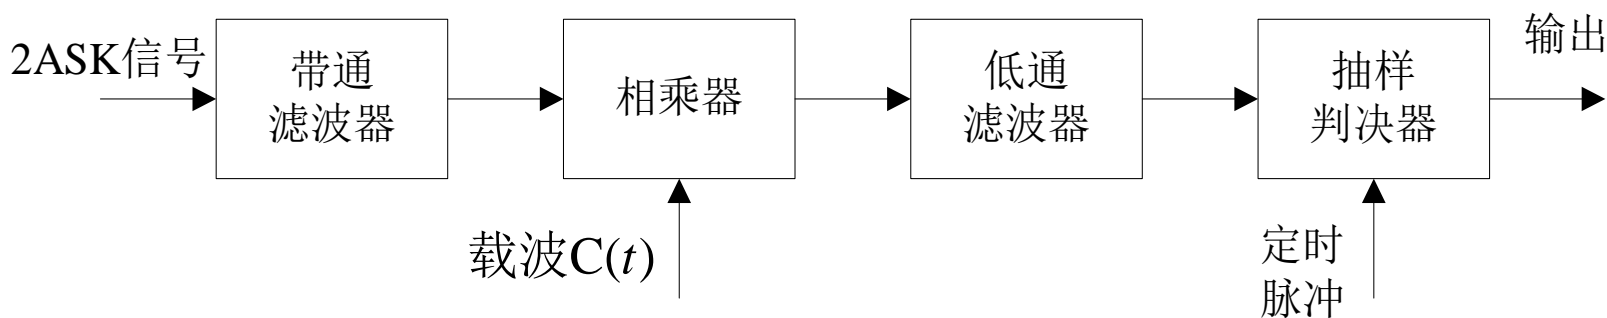 2ASK信号
带通
滤波器
相乘器
低通
滤波器
抽样
判决器
输出
载波C(t)
定时
脉冲